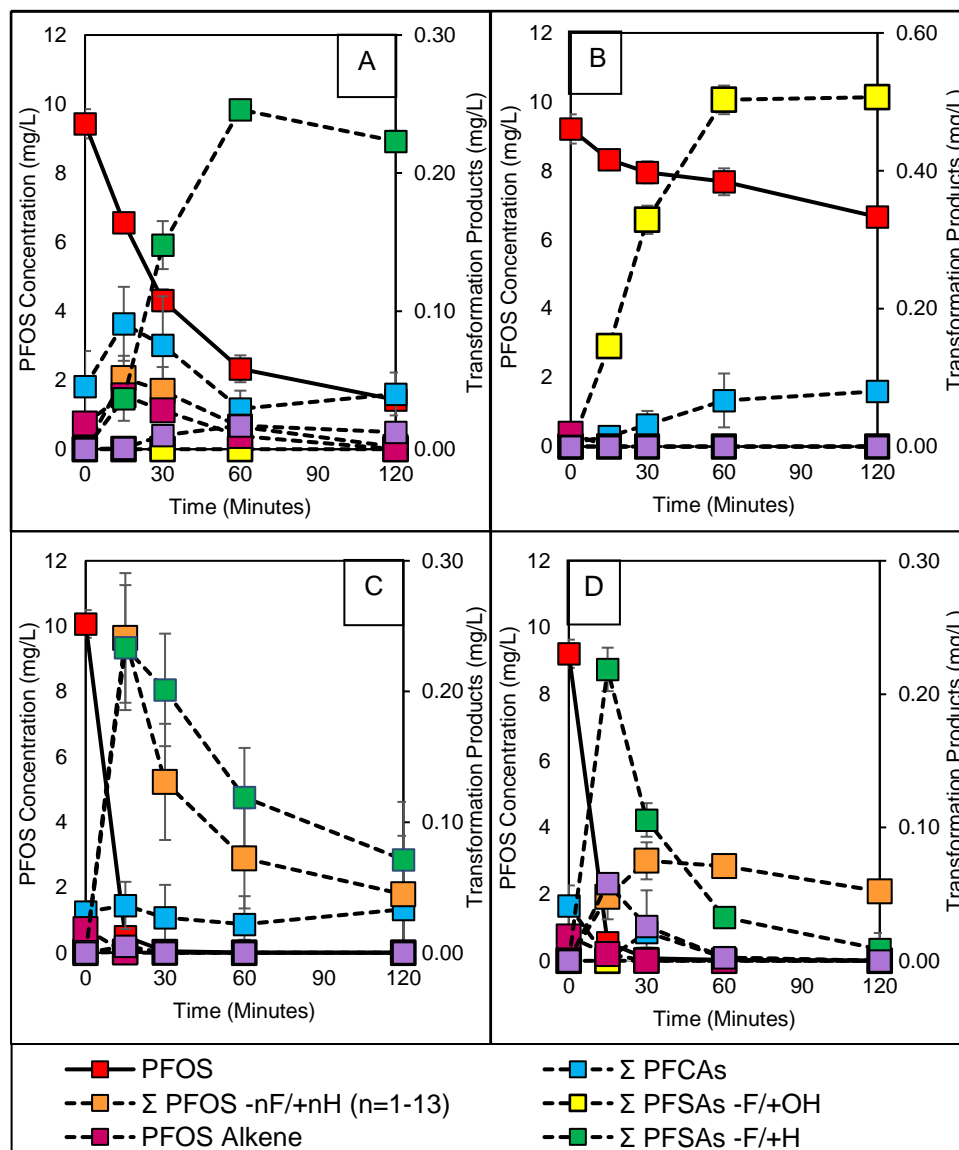 A
PFOS Concentration (mg/L)
12
10
8
6
4
2
0
0.30
0.20
0.10
0.00
Transformation Products (mg/L)
0 30 60 90 120
Time (Minutes)
B
PFOS Concentration (mg/L)
12
10
8
6
4
2
0
0.60
0.40
0.20
0.00
Transformation Products (mg/L)
0 30 60 90 120
Time (Minutes)
C
PFOS Concentration (mg/L)
12
10
8
6
4
2
0
0.30
0.20
0.10
0.00
Transformation Products (mg/L)
0 30 60 90 120
Time (Minutes)
D
PFOS Concentration (mg/L)
12
10
8
6
4
2
0
0.30
0.20
0.10
0.00
Transformation Products (mg/L)
0 30 60 90 120
Time (Minutes)
PFOS
Σ PFCAs
Σ PFOS -nF/+nH (n=1-13)
Σ PFSAs -F/+OH
PFOS Alkene
Σ PFSAs -F/+H